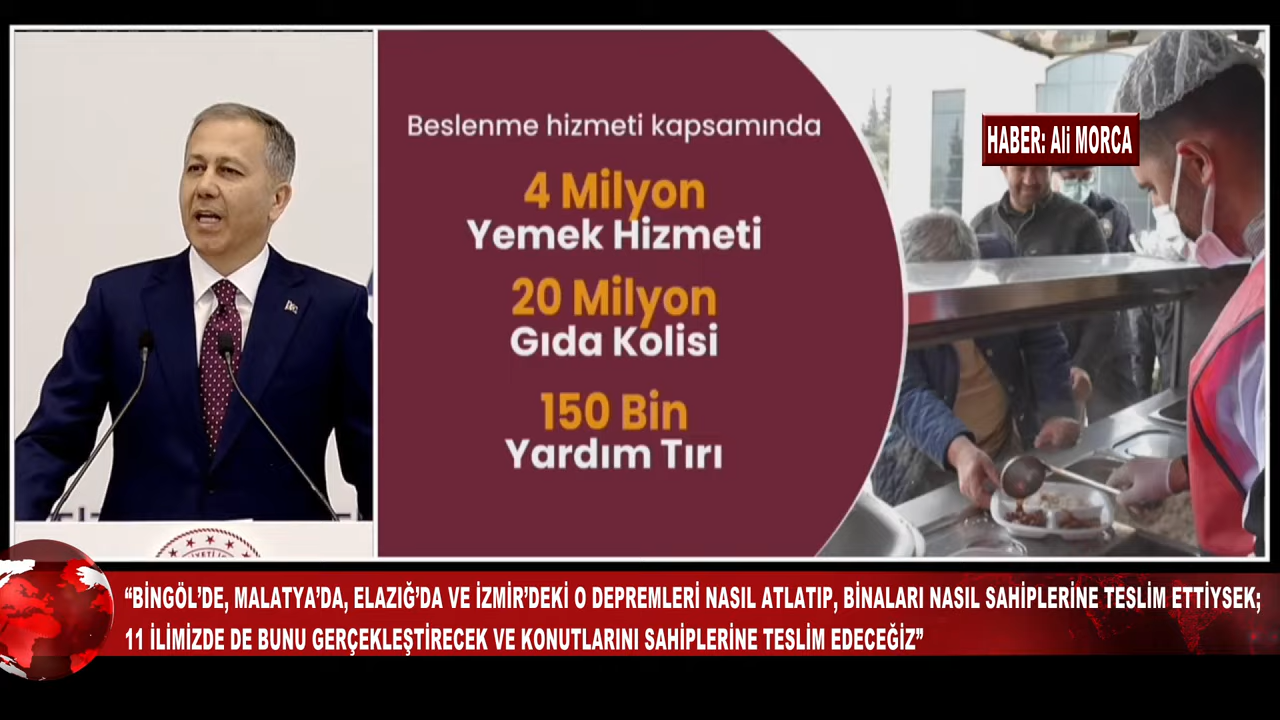 Beslenme hizmeti kapsamında
4 Milyon
Yemek Hizmeti
20 Milyon
Gıda Kolisi
150 Bin
Yardım Tırı
HABER: Ali MORCA
“BİNGÖL’DE, MALATYA’DA, ELAZIĞ’DA VE İZMİR’DEKİ O DEPREMLERİ NASIL ATLATIP, BİNALARI NASIL SAHİPLERİNE TESLİM ETTİYSEK;
11 İLİMİZDE DE BUNU GERÇEKLEŞTİRECEK VE KONUTLARINI SAHİPLERİNE TESLİM EDECEĞİZ”